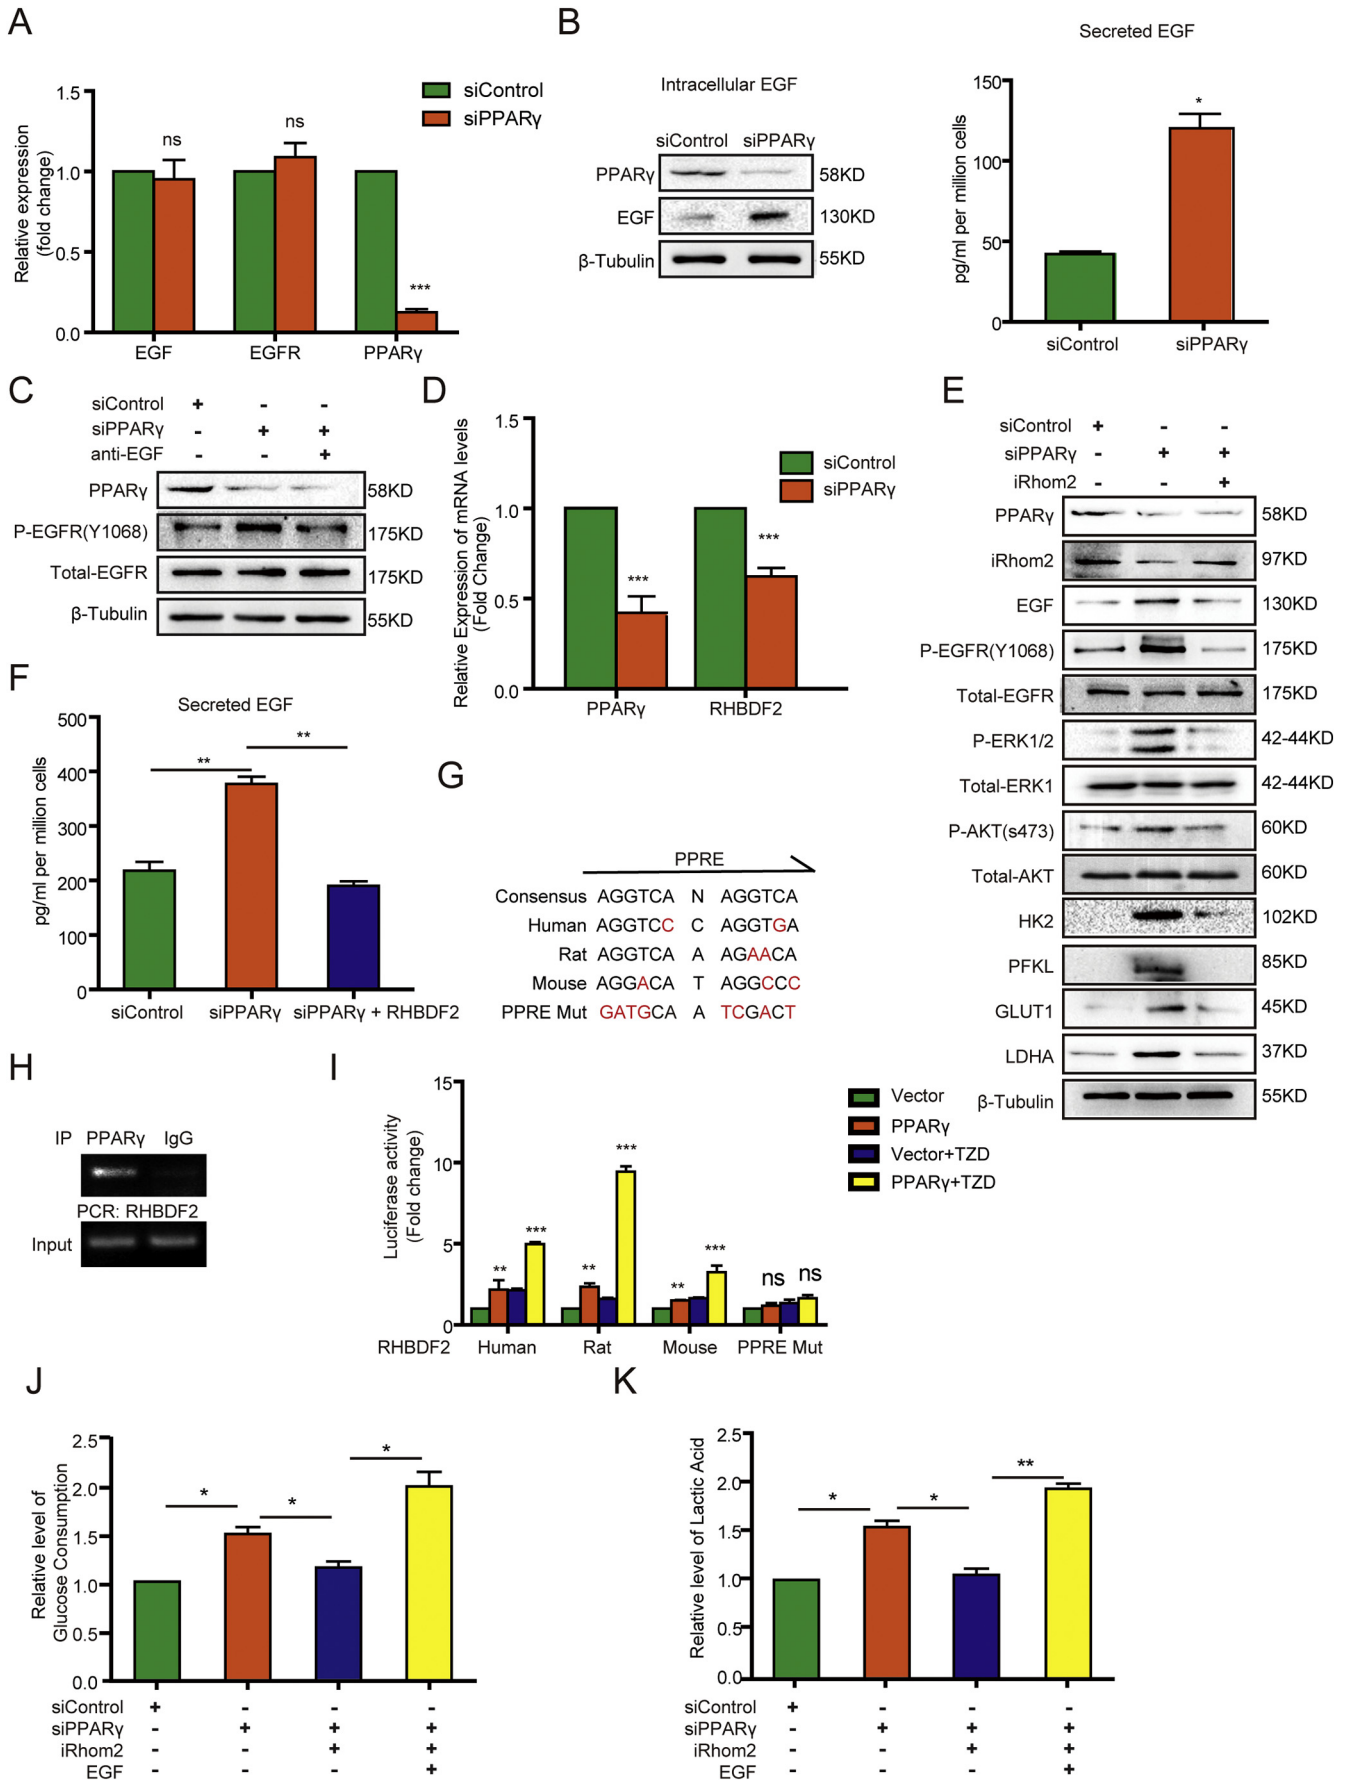 A
siControl
siPPARγ
1.5
1.0
0.5
0.0
Relative expression
(fold change)
ns
ns
***
EGF
EGFR
PPARγ
B
Intracellular EGF
siControl
siPPARγ
PPARγ
58KD
EGF
130KD
β-Tubulin
55KD
Secreted EGF
150
100
50
0
pg/ml per million cells
*
siControl
siPPARγ
C
siControl + - -
siPPARγ - + +
anti-EGF - - +
PPARγ 58KD
P-EGFR(Y1068) 175KD
Total-EGFR 175KD
β-Tubulin 55KD
D
1.5
1.0
0.5
0.0
Relative Expression of mRNA levels
(Fold Change)
siControl
siPPARγ
***
***
PPARγ
RHBDF2
E
siControl + - -
siPPARγ - + +
iRhom2 - - +
PPARγ 58KD
iRhom2 97KD
EGF 130KD
P-EGFR(Y1068) 175KD
Total-EGFR 175KD
P-ERK1/2 42-44KD
Total-ERK1 42-44KD
P-AKT(s473) 60KD
Total-AKT 60KD
HK2 102KD
PFKL 85KD
GLUT1 45KD
LDHA 37KD
β-Tubulin 55KD
F
Secreted EGF
500
400
300
200
100
0
pg/ml per million cells
**
**
siControl
siPPARγ
siPPARγ + RHBDF2
G
PPRE
Consensus AGGTCA N AGGTCA
Human AGGTCC C AGGTGA
Rat AGGTCA A AGAACA
Mouse AGGACA T AGGCCC
PPRE Mut GATGCA A TCGACT
H
IP PPARγ IgG
PCR: RHBDF2
Input
I
15
10
5
0
Luciferase activity
(Fold change)
Vector
PPARγ
Vector+TZD
PPARγ+TZD
**
***
**
***
**
***
ns
ns
RHBDF2 Human Rat Mouse PPRE Mut
J
2.5
2.0
1.5
1.0
0.5
0.0
Relative level of
Glucose Consumption
*
*
*
siControl + - - -
siPPARγ - + + +
iRhom2 - - + +
EGF - - - +
K
2.5
2.0
1.5
1.0
0.5
0.0
Relative level of Lactic Acid
*
*
**
siControl + - - -
siPPARγ - + + +
iRhom2 - - + +
EGF - - - +